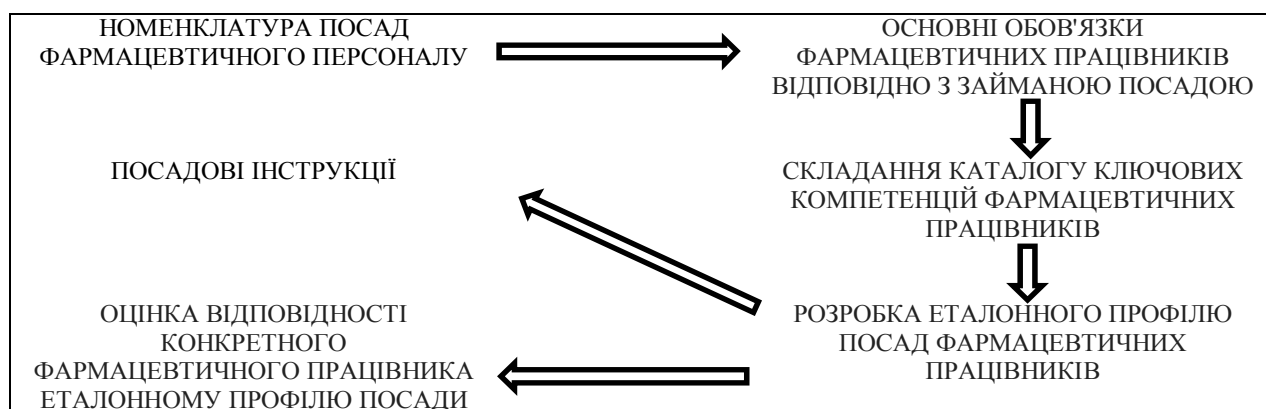 НОМЕНКЛАТУРА ПОСАД
ФАРМАЦЕВТИЧНОГО ПЕРСОНАЛУ
ОСНОВНІ ОБОВ'ЯЗКИ
ФАРМАЦЕВТИЧНИХ ПРАЦІВНИКІВ
ВІДПОВІДНО З ЗАЙМАНОЮ ПОСАДОЮ
ПОСАДОВІ ІНСТРУКЦІЇ
СКЛАДАННЯ КАТАЛОГУ КЛЮЧОВИХ
КОМПЕТЕНЦІЙ ФАРМАЦЕВТИЧНИХ
ПРАЦІВНИКІВ
ОЦІНКА ВІДПОВІДНОСТІ
КОНКРЕТНОГО
ФАРМАЦЕВТИЧНОГО ПРАЦІВНИКА
ЕТАЛОННОМУ ПРОФІЛЮ ПОСАДИ
РОЗРОБКА ЕТАЛОННОГО ПРОФІЛЮ
ПОСАД ФАРМАЦЕВТИЧНИХ
ПРАЦІВНИКІВ